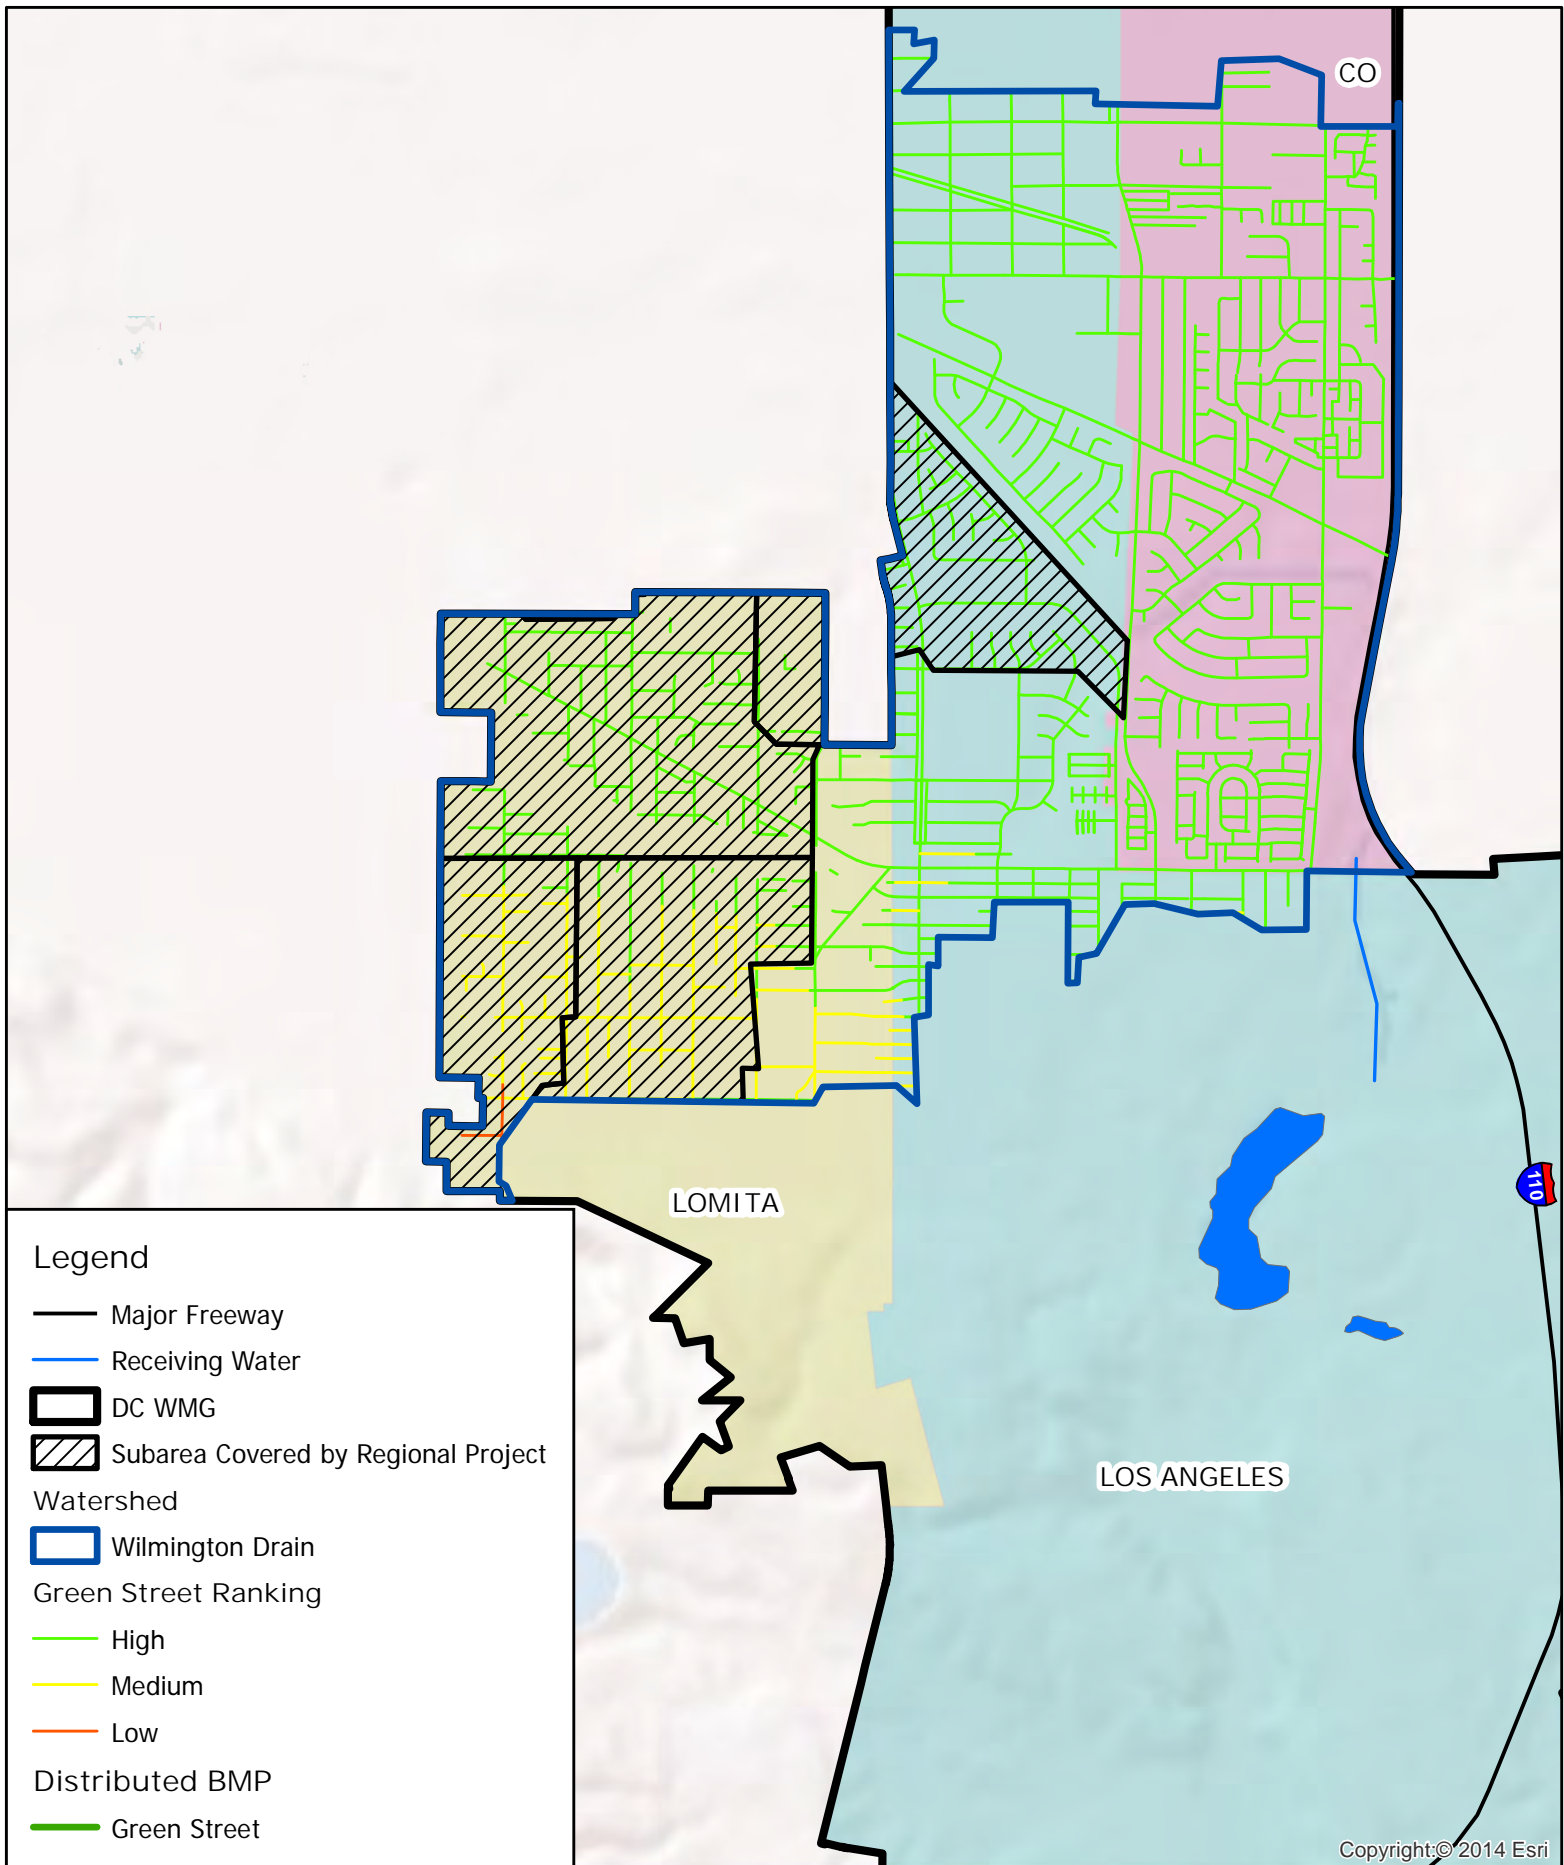 CO
LOMITA
110
LOS ANGELES
Legend
Major Freeway
Receiving Water
DC WMG
Subarea Covered by Regional Project
Watershed
Wilmington Drain
Green Street Ranking
High
Medium
Low
Distributed BMP
Green Street
Copyright:© 2014 Esri